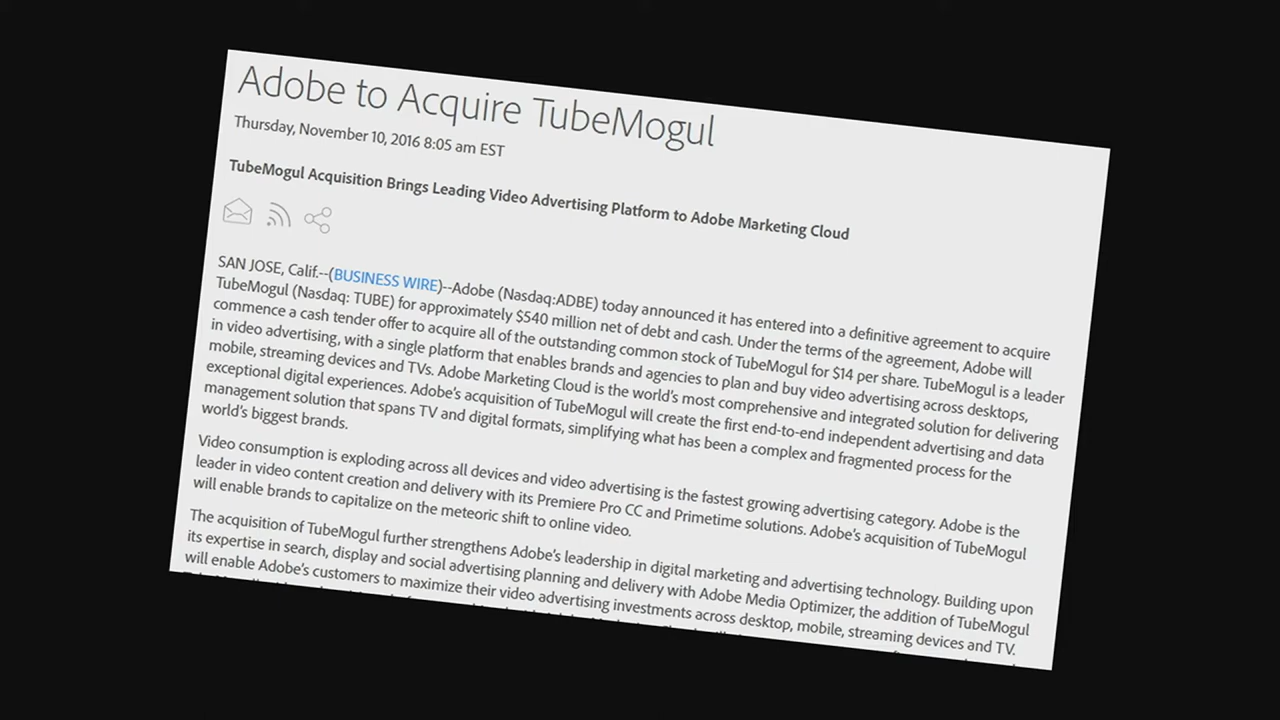 Adobe to Acquire TubeMogul
Thursday, November 10, 2016 8:05 am EST
TubeMogul Acquisition Brings Leading Video Advertising Platform to Adobe Marketing Cloud
SAN JOSE, Calif.--(BUSINESS WIRE)--Adobe (Nasdaq:ADBE) today announced it has entered into a definitive agreement to acquire
TubeMogul (Nasdaq: TUBE) for approximately $540 million net of debt and cash. Under the terms of the agreement, Adobe will
commence a cash tender offer to acquire all of the outstanding common stock of TubeMogul for $14 per share. TubeMogul is a leader
in video advertising, with a single platform that enables brands and agencies to plan and buy video advertising across desktops,
mobile, streaming devices and TVs. Adobe Marketing Cloud is the world's most comprehensive and integrated solution for delivering
exceptional digital experiences. Adobe's acquisition of TubeMogul will create the first end-to-end independent advertising and data
management solution that spans TV and digital formats, simplifying what has been a complex and fragmented process for the
world's biggest brands.
Video consumption is exploding across all devices and video advertising is the fastest growing advertising category. Adobe is the
leader in video content creation and delivery with its Premiere Pro CC and Primetime solutions. Adobe's acquisition of TubeMogul
will enable brands to capitalize on the meteoric shift to online video.
The acquisition of TubeMogul further strengthens Adobe's leadership in digital marketing and advertising technology. Building upon
its expertise in search, display and social advertising planning and delivery with Adobe Media Optimizer, the addition of TubeMogul
will enable Adobe's customers to maximize their video advertising investments across desktop, mobile, streaming devices and TV.